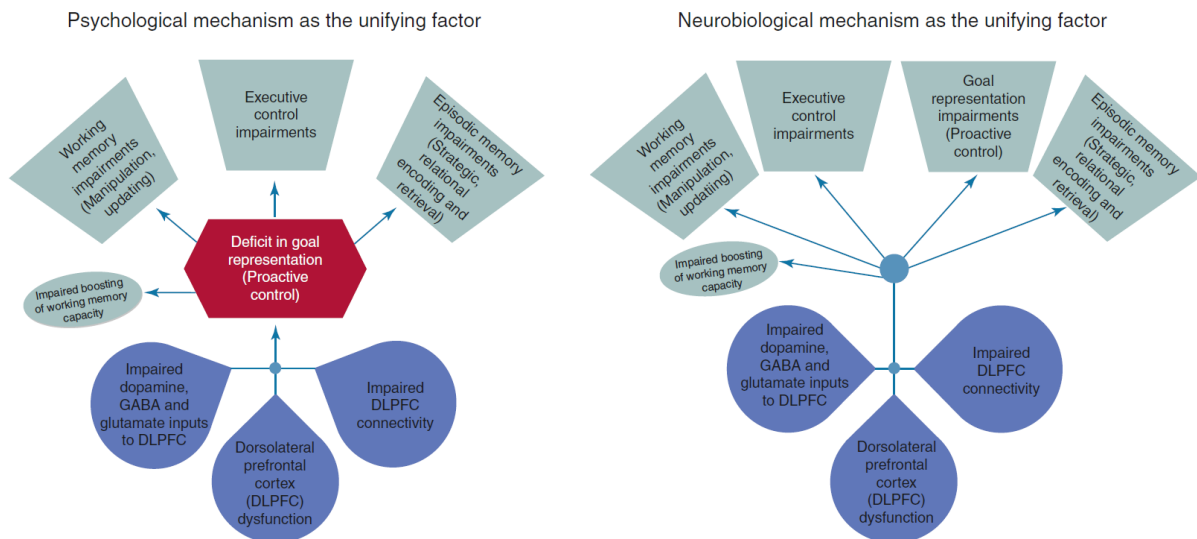 Psychological mechanism as the unifying factor
Working
memory
impairments
(Manipulation,
updating)
Executive
control
impairments
Episodic memory
impairments
(Strategic,
relational
encoding and
retrieval)
Deficit in goal
representation
(Proactive
control)
Impaired boosting
of working memory
capacity
Impaired
dopamine,
GABA and
glutamate inputs
to DLPFC
Impaired
DLPFC
connectivity
Dorsolateral
prefrontal
cortex
(DLPFC)
dysfunction
Neurobiological mechanism as the unifying factor
Working
memory
impairments
(Manipulation,
updating)
Executive
control
impairments
Goal
representation
impairments
(Proactive
control)
Episodic memory
impairments
(Strategic,
relational
encoding and
retrieval)
Impaired boosting
of working memory
capacity
Impaired
dopamine,
GABA and
glutamate inputs
to DLPFC
Impaired
DLPFC
connectivity
Dorsolateral
prefrontal
cortex
(DLPFC)
dysfunction